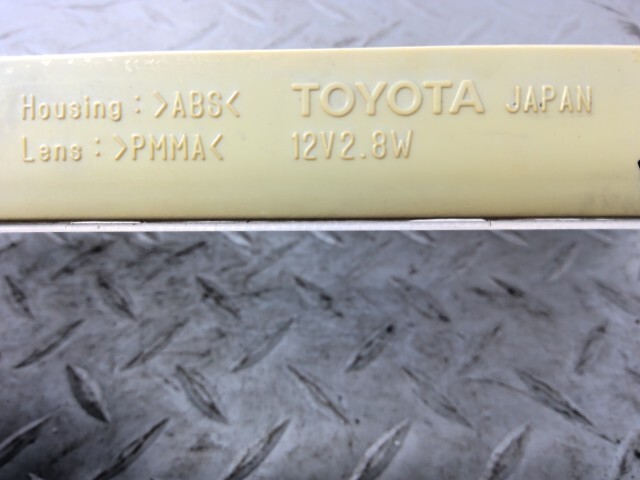 Housing: >ABS< TOYOTA JAPAN
Lens: >PMMA< 12V2.8W